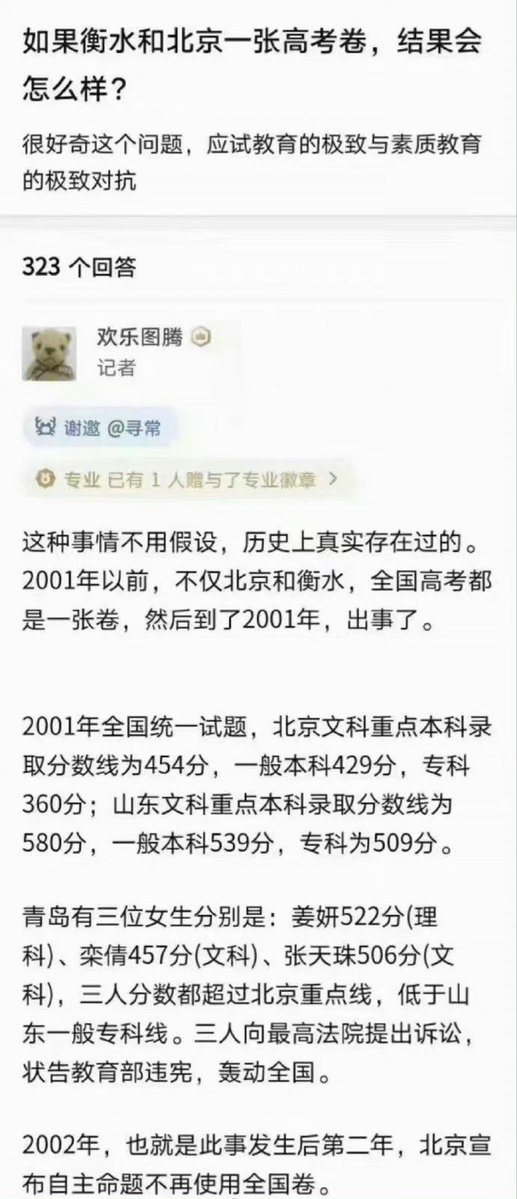 如果衡水和北京一张高考卷，结果会
怎么样？
很好奇这个问题，应试教育的极致与素质教育
的极致对抗
323 个回答
欢乐图腾
记者
谢邀 @寻常
专业 已有 1 人赠与了专业徽章 >
这种事情不用假设，历史上真实存在过的。
2001年以前，不仅北京和衡水，全国高考都
是一张卷，然后到了2001年，出事了。
2001年全国统一试题，北京文科重点本科录
取分数线为454分，一般本科429分，专科
360分；山东文科重点本科录取分数线为
580分，一般本科539分，专科为509分。
青岛有三位女生分别是：姜妍522分(理
科)、栾倩457分(文科)、张天珠506分(文
科)，三人分数都超过北京重点线，低于山
东一般专科线。三人向最高法院提出诉讼，
状告教育部违宪，轰动全国。
2002年，也就是此事发生后第二年，北京宣
布自主命题不再使用全国卷。